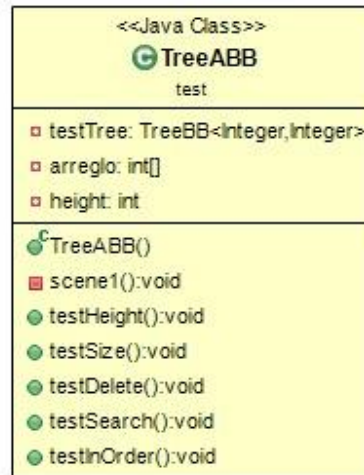 <<Java Class>>
TreeABB
test
testTree: TreeBB<Integer,Integer>
arreglo: int[]
height: int
TreeABB()
scene1():void
testHeight():void
testSize():void
testDelete():void
testSearch():void
testInOrder():void